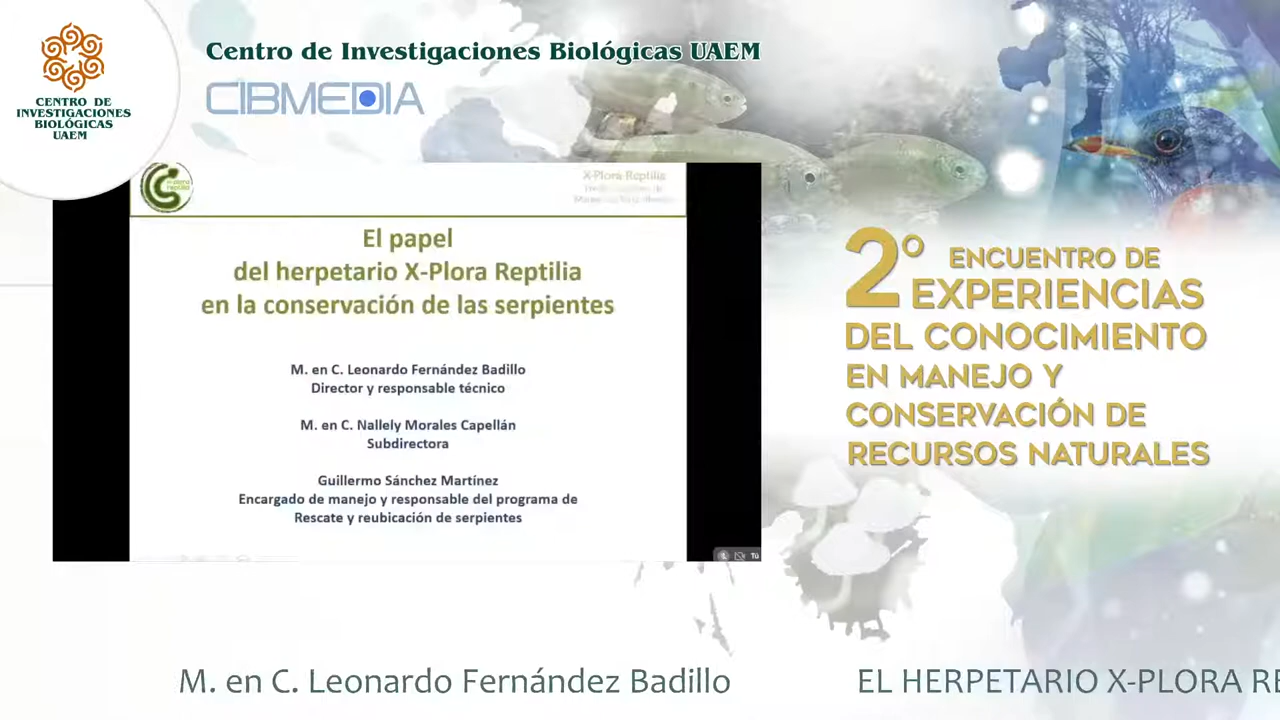 CENTRO DE
INVESTIGACIONES
BIOLÓGICAS
UAEM
Centro de Investigaciones Biológicas UAEM
CIBMEDIA
X-Plora Reptilia
El papel
del herpetario X-Plora Reptilia
en la conservación de las serpientes
M. en C. Leonardo Fernández Badillo
Director y responsable técnico
M. en C. Nallely Morales Capellán
Subdirectora
Guillermo Sánchez Martínez
Encargado de manejo y responsable del programa de
Rescate y reubicación de serpientes
Tú
2° ENCUENTRO DE
EXPERIENCIAS
DEL CONOCIMIENTO
EN MANEJO Y
CONSERVACIÓN DE
RECURSOS NATURALES
M. en C. Leonardo Fernández Badillo
EL HERPETARIO X-PLORA RE